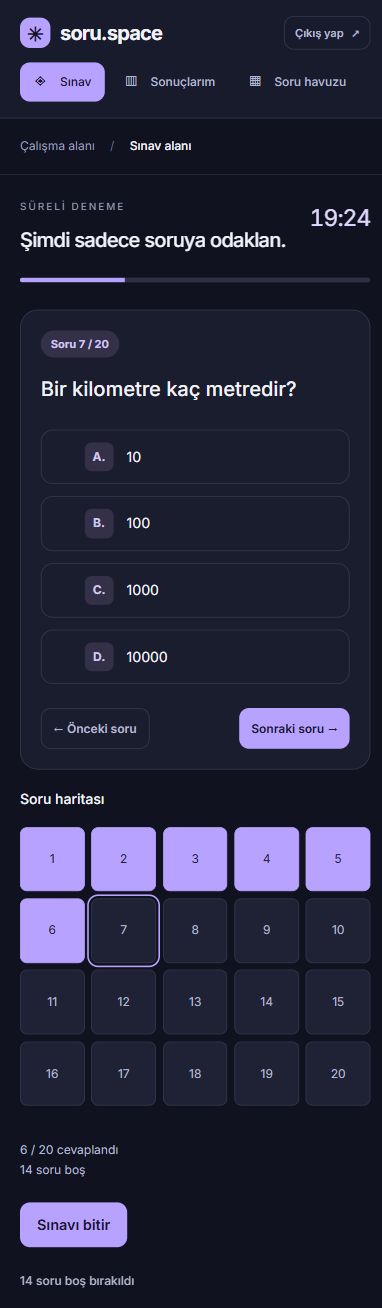 soru.space
Çıkış yap ↗
Sınav
Sonuçlarım
Soru havuzu
Çalışma alanı / Sınav alanı
SÜRELİ DENEME
19:24
Şimdi sadece soruya odaklan.
Soru 7 / 20
Bir kilometre kaç metredir?
A. 10
B. 100
C. 1000
D. 10000
← Önceki soru
Sonraki soru →
Soru haritası
1 2 3 4 5
6 7 8 9 10
11 12 13 14 15
16 17 18 19 20
6 / 20 cevaplandı
14 soru boş
Sınavı bitir
14 soru boş bırakıldı